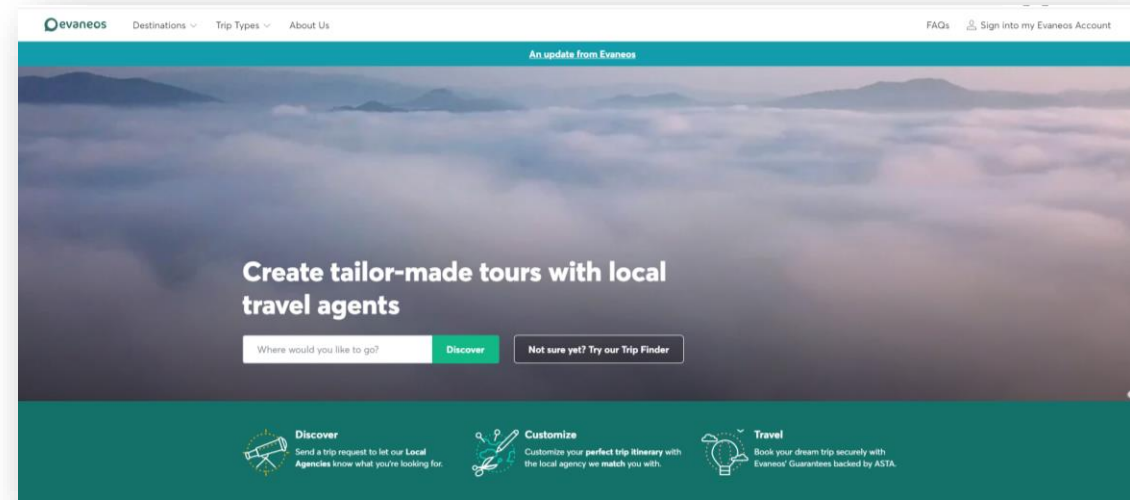 evaneos
Destinations
Trip Types
About Us
FAQs
Sign into my Evaneos Account
An update from Evaneos
Create tailor-made tours with local
travel agents
Where would you like to go?
Discover
Not sure yet? Try our Trip Finder
Discover
Send a trip request to let our Local
Agencies know what you're looking for.
Customize
Customize your perfect trip itinerary with
the local agency we match you with.
Travel
Book your dream trip securely with
Evaneos' Guarantees backed by ASTA.